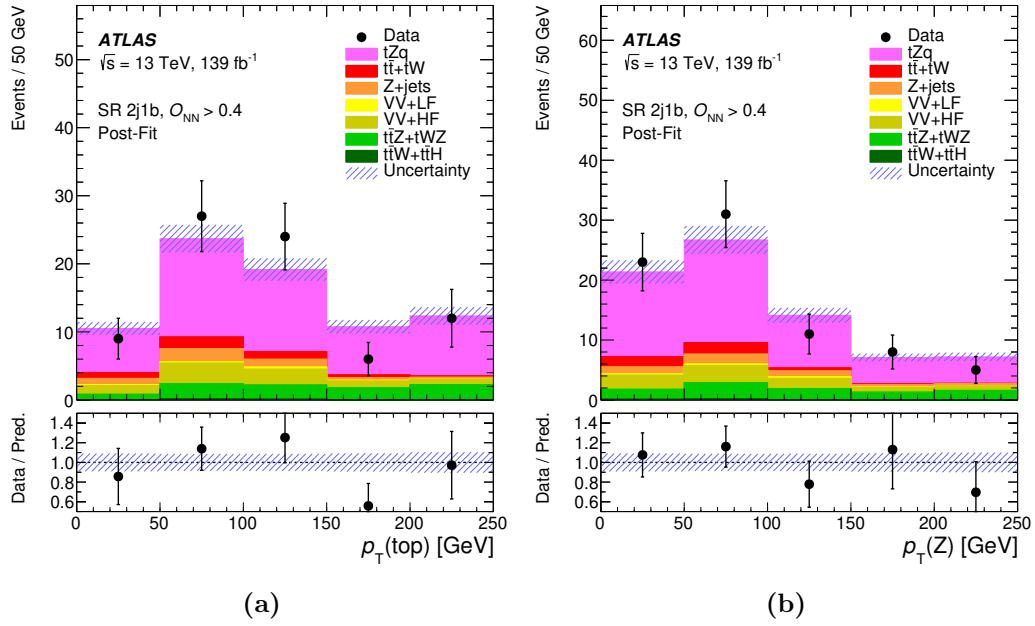 Events / 50 GeV
50
40
30
20
10
0
ATLAS
√s = 13 TeV, 139 fb⁻¹
SR 2j1b, O_NN > 0.4
Post-Fit
Data
tZq
tt̄+tW
Z+jets
VV+LF
VV+HF
tt̄Z+tWZ
tt̄W+tt̄H
Uncertainty
Data / Pred.
1.4
1.2
1.0
0.8
0.6
0 50 100 150 200 250
p_T(top) [GeV]
(a)
Events / 50 GeV
60
50
40
30
20
10
0
ATLAS
√s = 13 TeV, 139 fb⁻¹
SR 2j1b, O_NN > 0.4
Post-Fit
Data
tZq
tt̄+tW
Z+jets
VV+LF
VV+HF
tt̄Z+tWZ
tt̄W+tt̄H
Uncertainty
Data / Pred.
1.4
1.2
1.0
0.8
0.6
0 50 100 150 200 250
p_T(Z) [GeV]
(b)